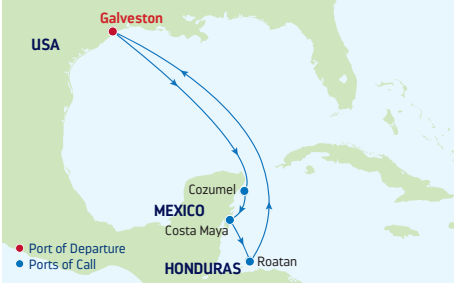 Galveston
USA
Cozumel
MEXICO
Costa Maya
Port of Departure
Ports of Call
HONDURAS
Roatan